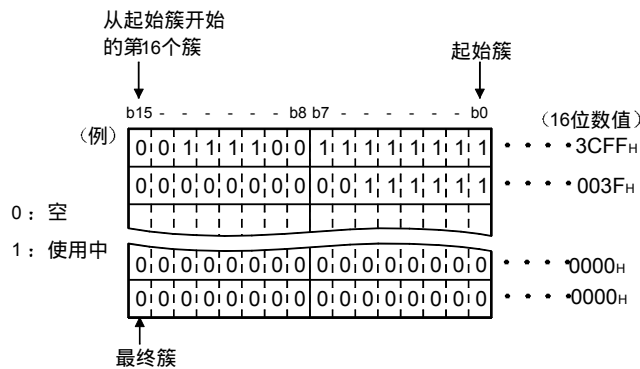 从起始簇开始
的第16个簇
起始簇
b15 - - - - - - b8 b7 - - - - - - b0
(16位数值)
(例)
0 0 1 1 1 1 0 0 1 1 1 1 1 1 1 1 ・・・・3CFFH
0 0 0 0 0 0 0 0 0 0 1 1 1 1 1 1 ・・・・003FH
0：空
1：使用中
0 0 0 0 0 0 0 0 0 0 0 0 0 0 0 0 ・・・・0000H
0 0 0 0 0 0 0 0 0 0 0 0 0 0 0 0 ・・・・0000H
最终簇